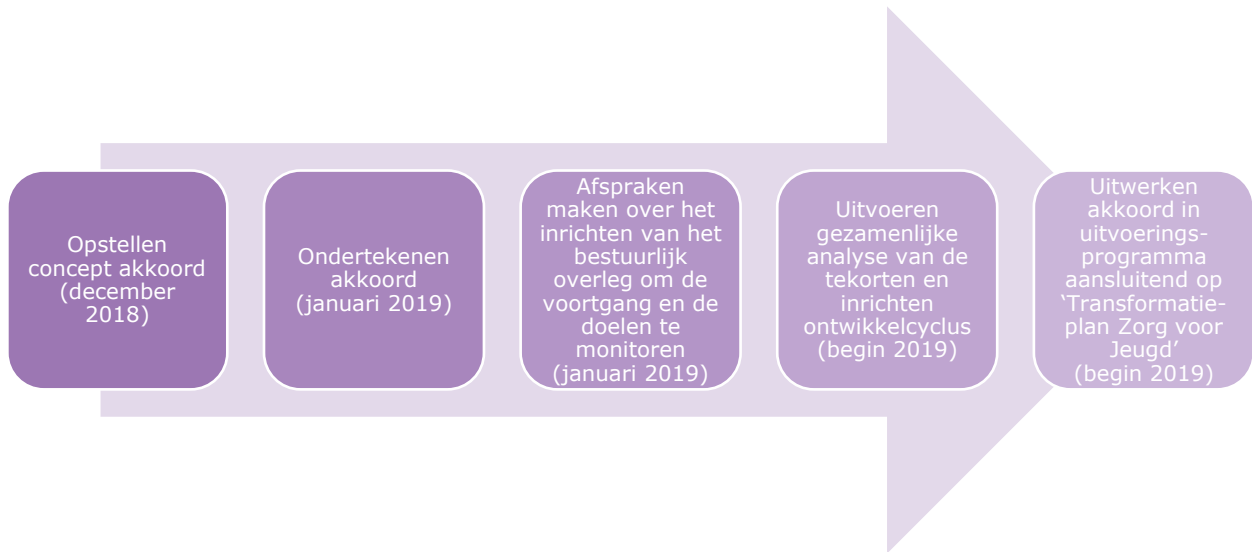 Opstellen
concept akkoord
(december
2018)
Ondertekenen
akkoord
(januari 2019)
Afspraken
maken over het
inrichten van het
bestuurlijk
overleg om de
voortgang en de
doelen te
monitoren
(januari 2019)
Uitvoeren
gezamenlijke
analyse van de
tekorten en
inrichten
ontwikkelcyclus
(begin 2019)
Uitwerken
akkoord in
uitvoerings-
programma
aansluitend op
‘Transformatie-
plan Zorg voor
Jeugd’
(begin 2019)